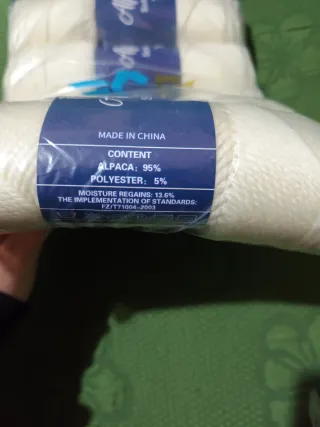 MADE IN CHINA
CONTENT
ALPACA: 95%
POLYESTER: 5%
MOISTURE REGAINS: 13.6%
THE IMPLEMENTATION OF STANDARDS:
FZ/T71004-2003